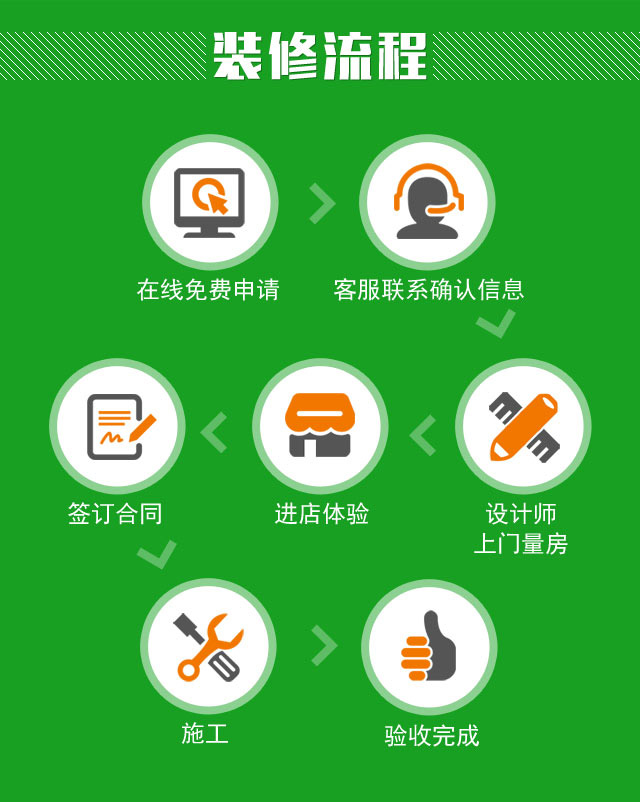 装修流程
在线免费申请
客服联系确认信息
设计师
上门量房
进店体验
签订合同
施工
验收完成